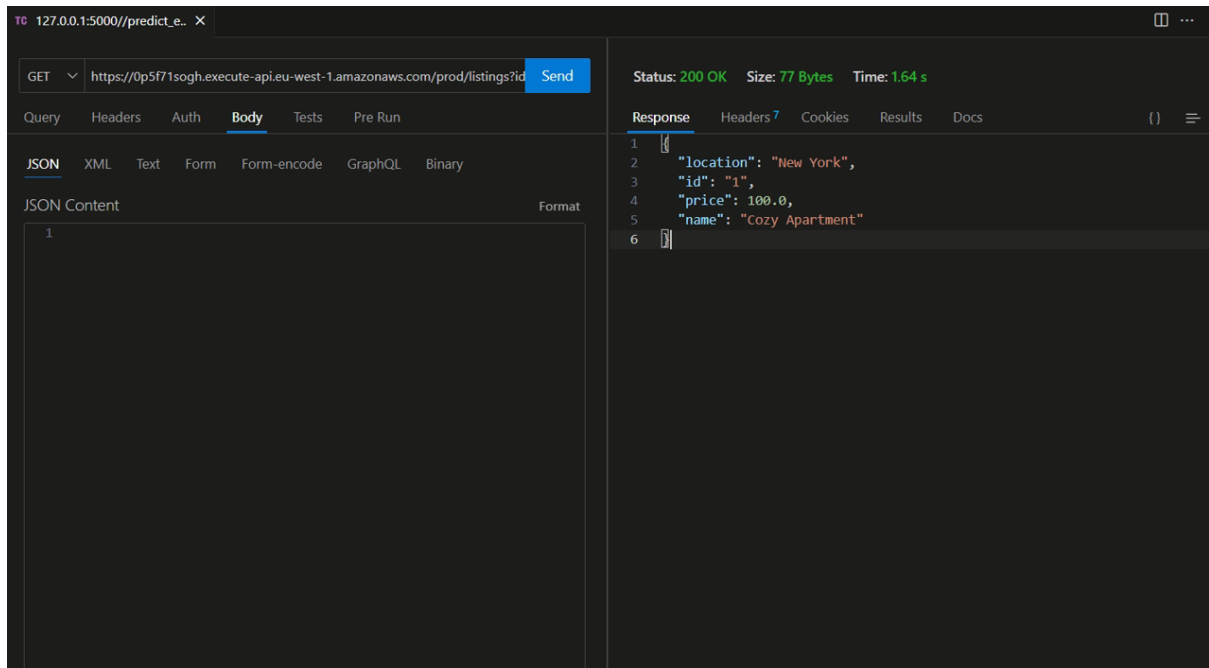 TC 127.0.0.1:5000//predict_e.. ×
GET https://0p5f71sogh.execute-api.eu-west-1.amazonaws.com/prod/listings?id Send
Query Headers Auth Body Tests Pre Run
JSON XML Text Form Form-encode GraphQL Binary
JSON Content Format
1
Status: 200 OK Size: 77 Bytes Time: 1.64 s
Response Headers 7 Cookies Results Docs {} 
1 {
2 "location": "New York",
3 "id": "1",
4 "price": 100.0,
5 "name": "Cozy Apartment"
6 }